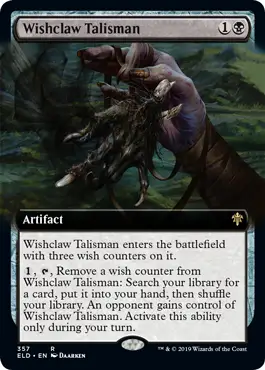 Wishclaw Talisman 1
Artifact
Wishclaw Talisman enters the battlefield
with three wish counters on it.
1, , Remove a wish counter from
Wishclaw Talisman: Search your library
for a card, put it into your hand, then shuffle
your library. An opponent gains control of
Wishclaw Talisman. Activate this ability
only during your turn.
357 R
ELD • EN Daarken
™ & © 2019 Wizards of the Coast